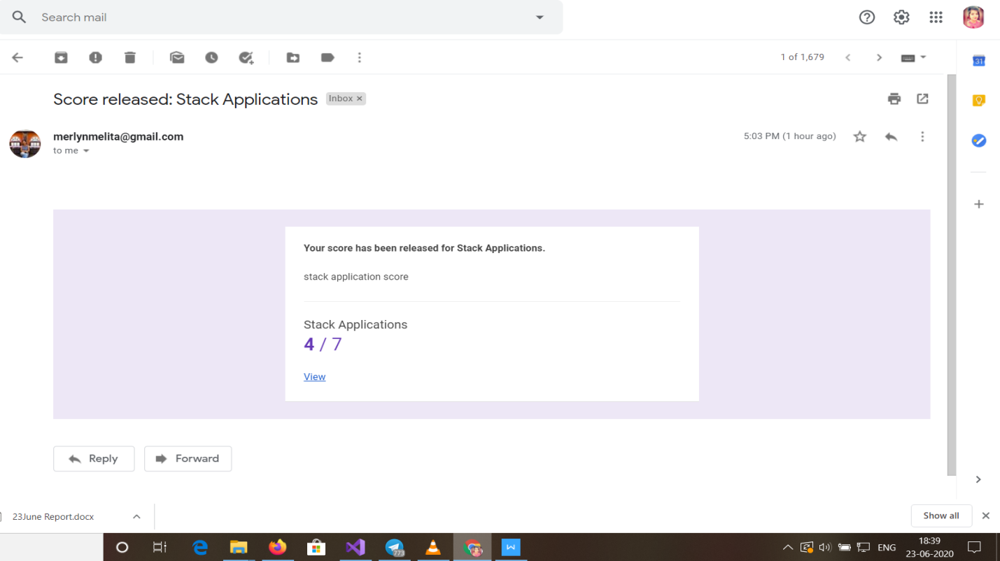 Search mail
1 of 1,679
31
Score released: Stack Applications
Inbox ×
merlynmelita@gmail.com
5:03 PM (1 hour ago)
to me
Your score has been released for Stack Applications.
stack application score
Stack Applications
4 / 7
View
Reply
Forward
23June Report.docx
Show all
773
W
ENG
18:39
23-06-2020